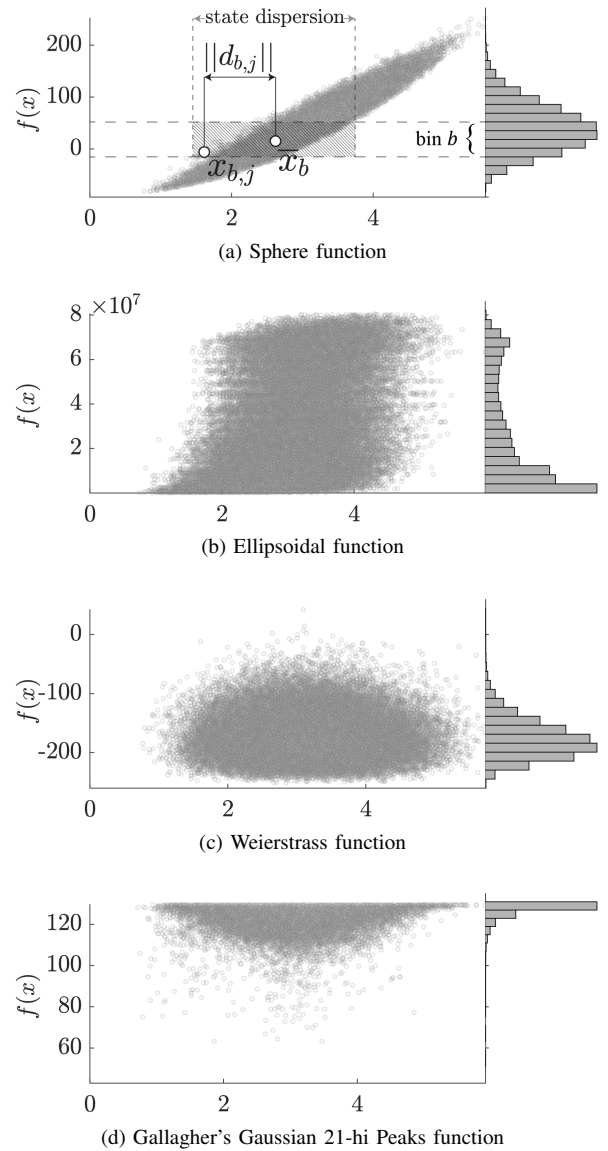 state dispersion
200
||d_{b,j}||
100
f(x)
bin b {
0
x_{b,j}
\overline{x_b}
0 2 4
(a) Sphere function
8 ×10^7
6
f(x)
4
2
0 2 4
(b) Ellipsoidal function
0
-100
f(x)
-200
0 2 4
(c) Weierstrass function
120
100
f(x)
80
60
0 2 4
(d) Gallagher's Gaussian 21-hi Peaks function